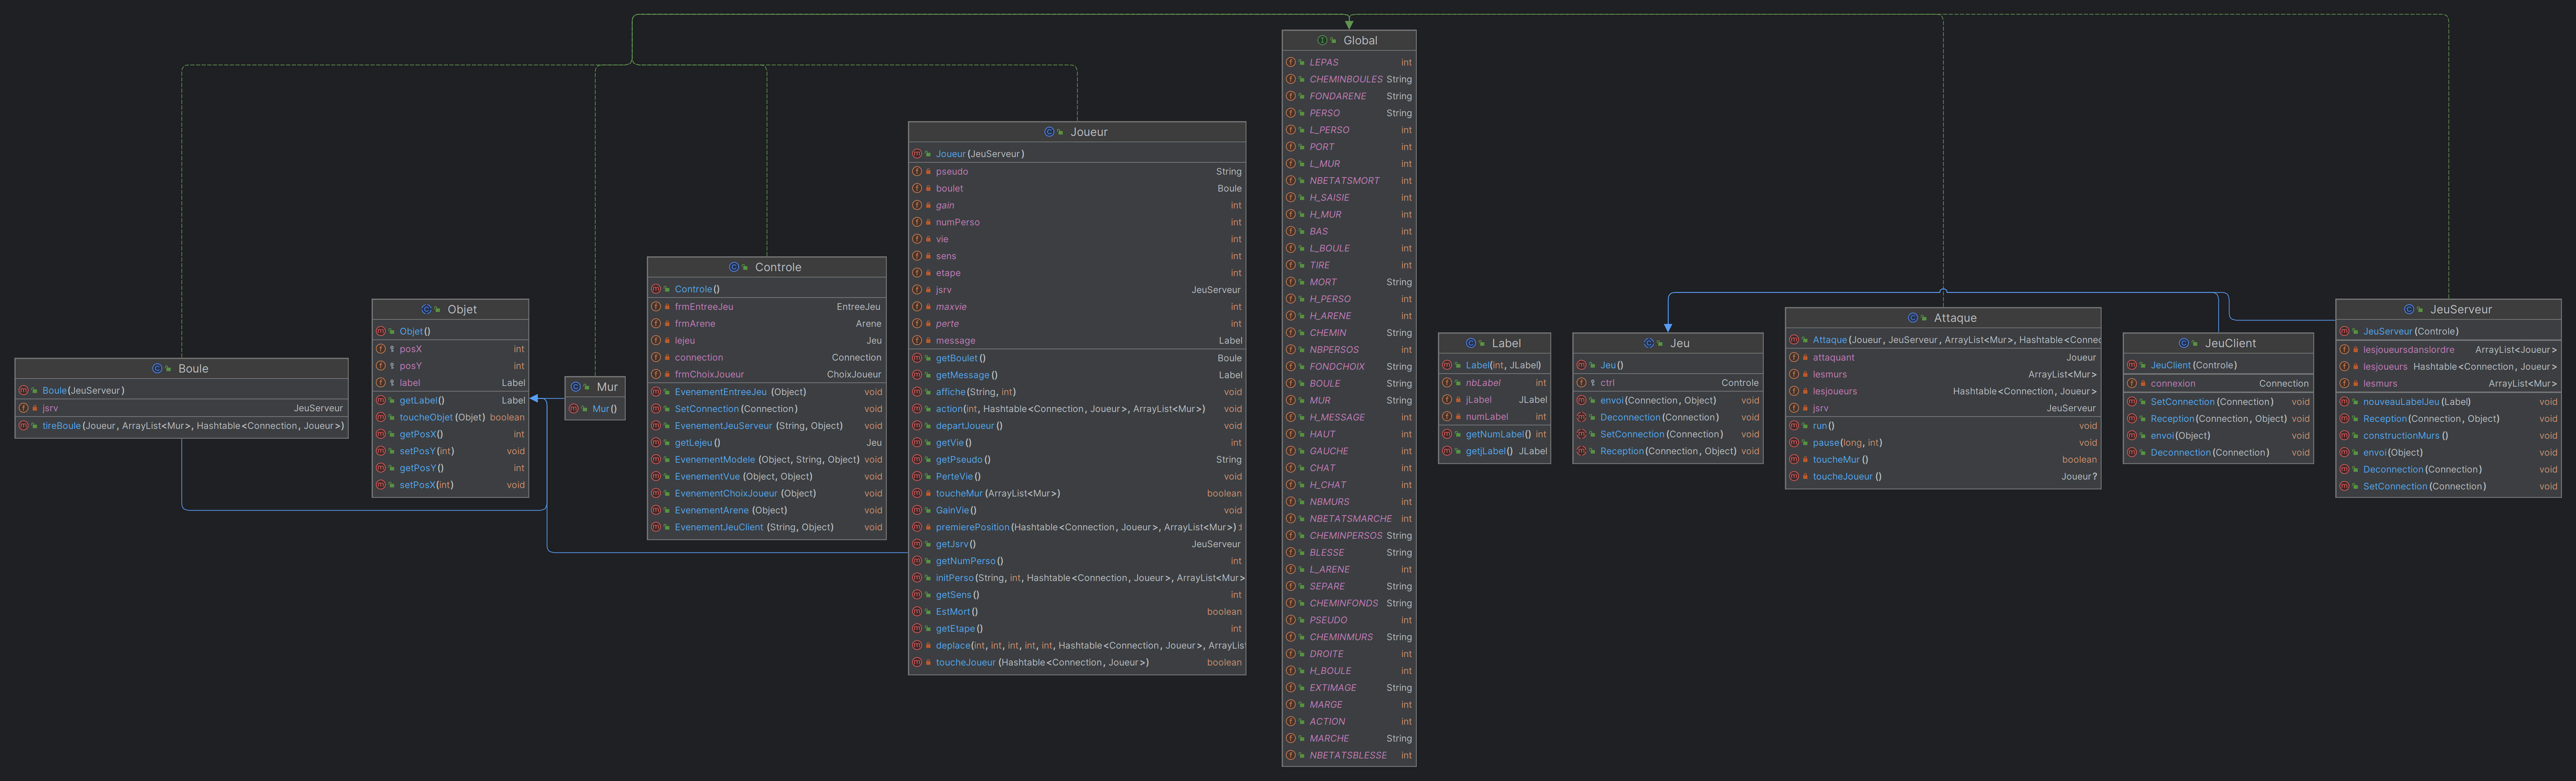 Boule
Boule(JeuServeur)
jsrv JeuServeur
tireBoule(Joueur, ArrayList<Mur>, Hashtable<Connection, Joueur>)
Objet
Objet()
posX int
posY int
label Label
getLabel() Label
toucheObjet(Objet) boolean
getPosX() int
setPosY(int) void
getPosY() int
setPosX(int) void
Mur
Mur()
Controle
Controle()
frmEntreeJeu EntreeJeu
frmArene Arene
lejeu Jeu
connection Connection
frmChoixJoueur ChoixJoueur
EvenementEntreeJeu (Object) void
SetConnection (Connection) void
EvenementJeuServeur (String, Object) void
getLejeu() Jeu
EvenementModele (Object, String, Object) void
EvenementVue (Object, Object) void
EvenementChoixJoueur (Object) void
EvenementArene (Object) void
EvenementJeuClient (String, Object) void
Joueur
Joueur(JeuServeur)
pseudo String
boulet Boule
gain int
numPerso int
vie int
sens int
etape int
jsrv JeuServeur
maxvie int
perte int
message Label
getBoulet() Boule
getMessage() Label
affiche(String, int) void
action(int, Hashtable<Connection, Joueur>, ArrayList<Mur>) void
departJoueur() void
getVie() int
getPseudo() String
PerteVie() void
toucheMur (ArrayList<Mur>) boolean
GainVie() void
premierePosition(Hashtable<Connection, Joueur>, ArrayList<Mur>)
getJsrv() JeuServeur
getNumPerso() int
initPerso(String, int, Hashtable<Connection, Joueur>, ArrayList<Mur>
getSens() int
EstMort() boolean
getEtape() int
deplace(int, int, int, int, int, Hashtable<Connection, Joueur>, ArrayLis
toucheJoueur (Hashtable<Connection, Joueur>) boolean
Global
LEPAS int
CHEMINBOULES String
FONDARENE String
PERSO String
L_PERSO int
PORT int
L_MUR int
NBETATSMORT int
H_SAISIE int
H_MUR int
BAS int
L_BOULE int
TIRE int
MORT String
H_PERSO int
H_ARENE int
CHEMIN String
NBPERSOS int
FONDCHOIX String
BOULE String
MUR String
H_MESSAGE int
HAUT int
GAUCHE int
CHAT int
H_CHAT int
NBMURS int
NBETATSMARCHE int
CHEMINPERSOS String
BLESSE String
L_ARENE int
SEPARE String
CHEMINFONDS String
PSEUDO int
CHEMINMURS String
DROITE int
H_BOULE int
EXTIMAGE String
MARGE int
ACTION int
MARCHE String
NBETATSBLESSE int
Label
Label(int, JLabel)
nbLabel int
jLabel JLabel
numLabel int
getNumLabel() int
getjLabel() JLabel
Jeu
Jeu()
ctrl Controle
envoi(Connection, Object) void
Deconnection(Connection) void
SetConnection(Connection) void
Reception(Connection, Object) void
Attaque
Attaque(Joueur, JeuServeur, ArrayList<Mur>, Hashtable<Connec
attaquant Joueur
lesmurs ArrayList<Mur>
lesjoueurs Hashtable<Connection, Joueur>
jsrv JeuServeur
run() void
pause(long, int) void
toucheMur () boolean
toucheJoueur () Joueur?
JeuClient
JeuClient(Controle)
connexion Connection
SetConnection(Connection) void
Reception(Connection, Object) void
envoi(Object) void
Deconnection(Connection) void
JeuServeur
JeuServeur(Controle)
lesjoueursdanslordre ArrayList<Joueur>
lesjoueurs Hashtable<Connection, Joueur>
lesmurs ArrayList<Mur>
nouveauLabelJeu(Label) void
Reception(Connection, Object) void
constructionMurs () void
envoi(Object) void
Deconnection(Connection) void
SetConnection(Connection) void